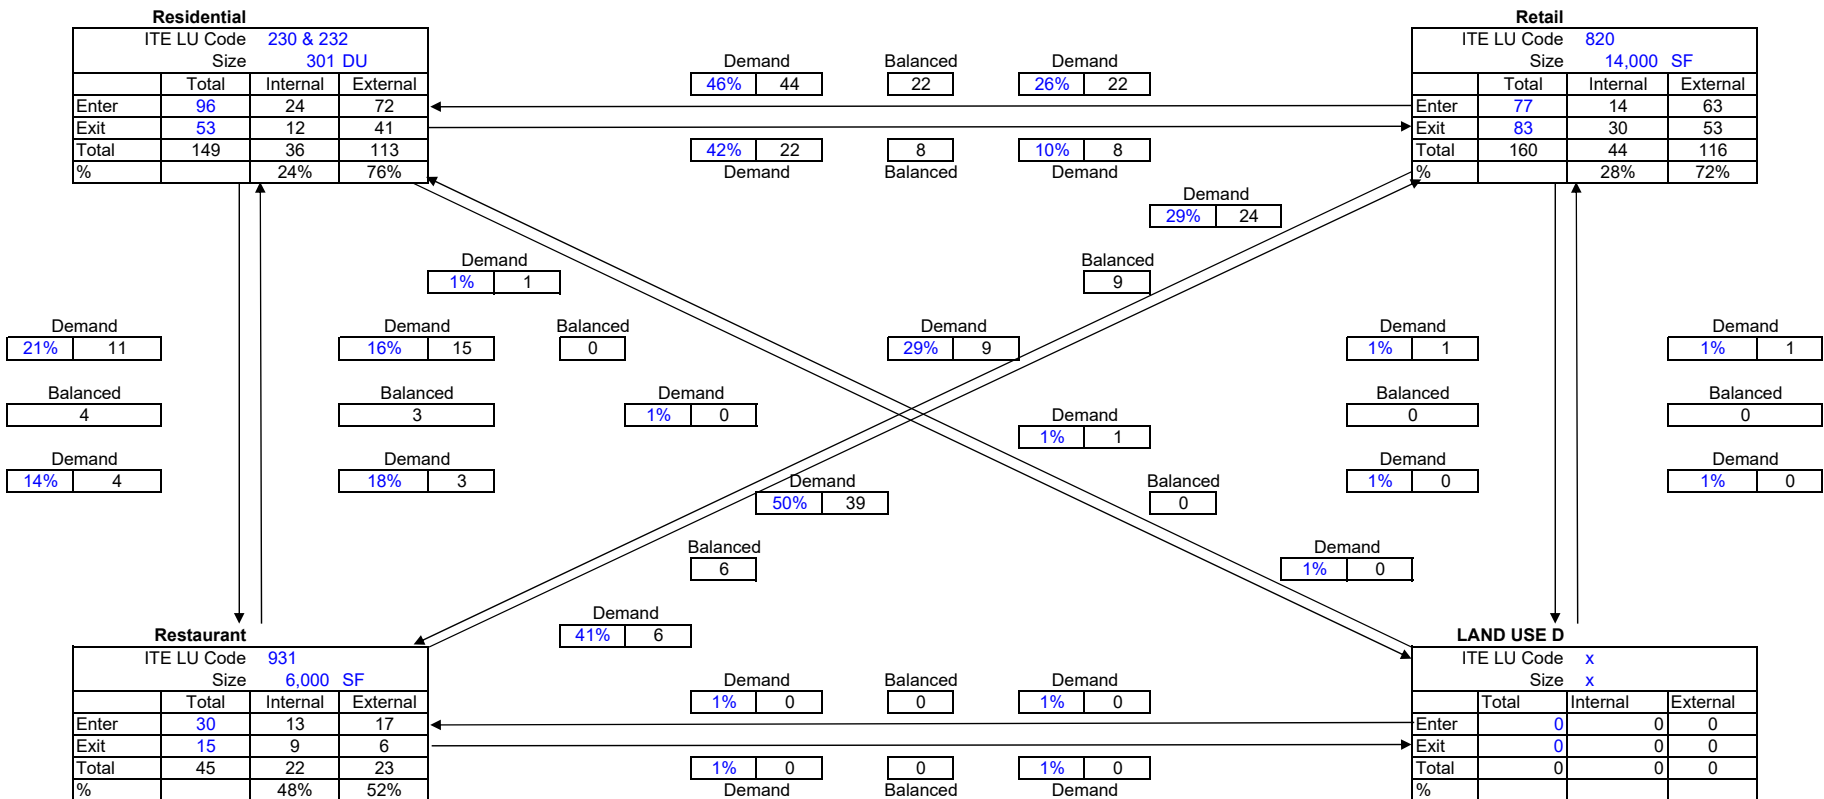 Residential Retail
ITE LU Code 230 & 232 ITE LU Code 820
Size 301 DU Demand Balanced Demand Size 14,000 SF
Total Internal External 46% 44 22 26% 22 Total Internal External
Enter 96 24 72 Enter 77 14 63
Exit 53 12 41 Exit 83 30 53
Total 149 36 113 42% 22 8 10% 8 Total 160 44 116
% 24% 76% Demand Balanced Demand % 28% 72%
Demand
29% 24
Demand Balanced
1% 1 9
Demand Demand Balanced Demand Demand Demand
21% 11 16% 15 0 29% 9 1% 1 1% 1
Balanced Balanced Demand Balanced Balanced
4 3 1% 0 Demand 0 0
1% 1
Demand Demand Demand Demand
14% 4 18% 3 Demand Balanced 1% 0 1% 0
50% 39 0
Balanced Demand
6 1% 0
Demand
41% 6
Restaurant LAND USE D
ITE LU Code 931 ITE LU Code x
Size 6,000 SF Demand Balanced Demand Size x
Total Internal External 1% 0 0 1% 0 Total Internal External
Enter 30 13 17 Enter 0 0 0
Exit 15 9 6 Exit 0 0 0
Total 45 22 23 1% 0 0 1% 0 Total 0 0 0
% 48% 52% Demand Balanced Demand %